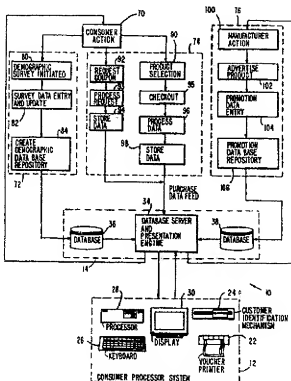 70
100
76
CONSUMER ACTION
MANUFACTURER ACTION
80
92
90
78
DEMOGRAPHIC SURVEY INITIATED
REQUEST COUPON
PRODUCT SELECTION
ADVERTISE PRODUCT
102
93
PROCESS REQUEST
95
CHECKOUT
SURVEY DATA ENTRY AND UPDATE
94
STORE DATA
96
PROCESS DATA
PROMOTION DATA ENTRY
104
82
84
98
STORE DATA
CREATE DEMOGRAPHIC DATA BASE REPOSITORY
PROMOTION DATA BASE REPOSITORY
72
106
PURCHASE DATA FEED
34
36
38
DATABASE
DATABASE SERVER AND PRESENTATION ENGINE
DATABASE
14
10
28
30
24
PROCESSOR
DISPLAY
CUSTOMER IDENTIFICATION MECHANISM
26
KEYBOARD
22
VOUCHER PRINTER
12
CONSUMER PROCESSOR SYSTEM